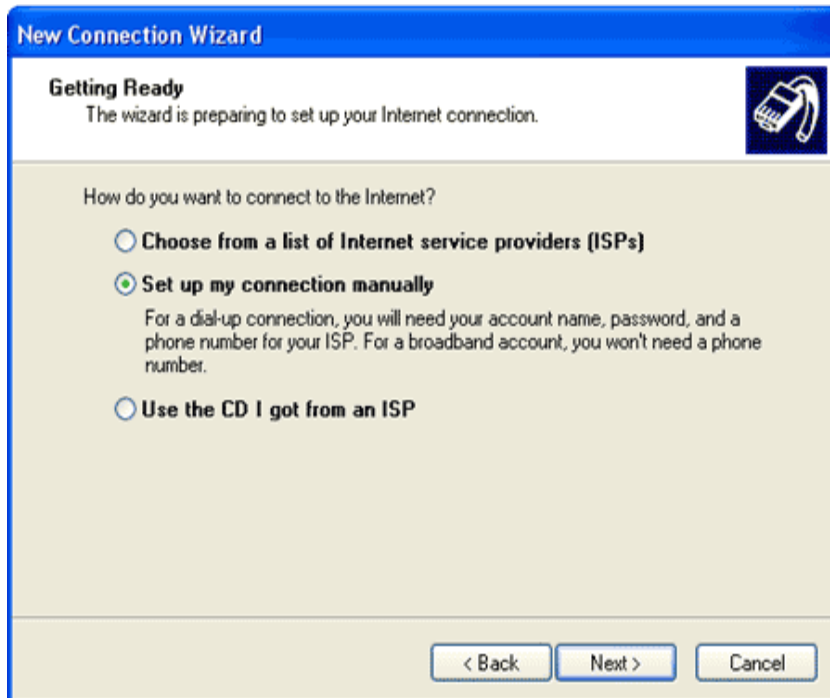 New Connection Wizard
Getting Ready
The wizard is preparing to set up your Internet connection.
How do you want to connect to the Internet?
Choose from a list of Internet service providers (ISPs)
Set up my connection manually
For a dial-up connection, you will need your account name, password, and a
phone number for your ISP. For a broadband account, you won't need a phone
number.
Use the CD I got from an ISP
< Back
Next >
Cancel